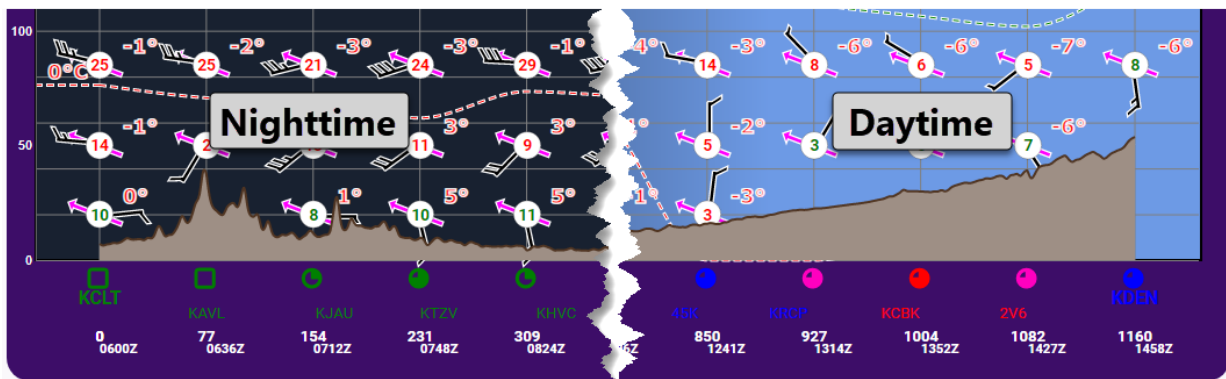 100
25 -1° 25 -2° 21 -3° 24 -3° 29 -1° -4° 14 -3° 8 -6° 6 -6° 5 -7° 8 -6°
0°C
Nighttime
Daytime
50
14 -1° 2 11 3° 9 3° 1° 5 -2° 3 7 -6°
10 0° 8 1° 10 5° 11 5° 1° 3 -3°
0
KCLT KAVL KJAU KTZV KHVC KRCP KCBK 2V6 KDEN
0 77 154 231 309 850 927 1004 1082 1160
0600Z 0636Z 0712Z 0748Z 0824Z 1241Z 1314Z 1352Z 1427Z 1458Z